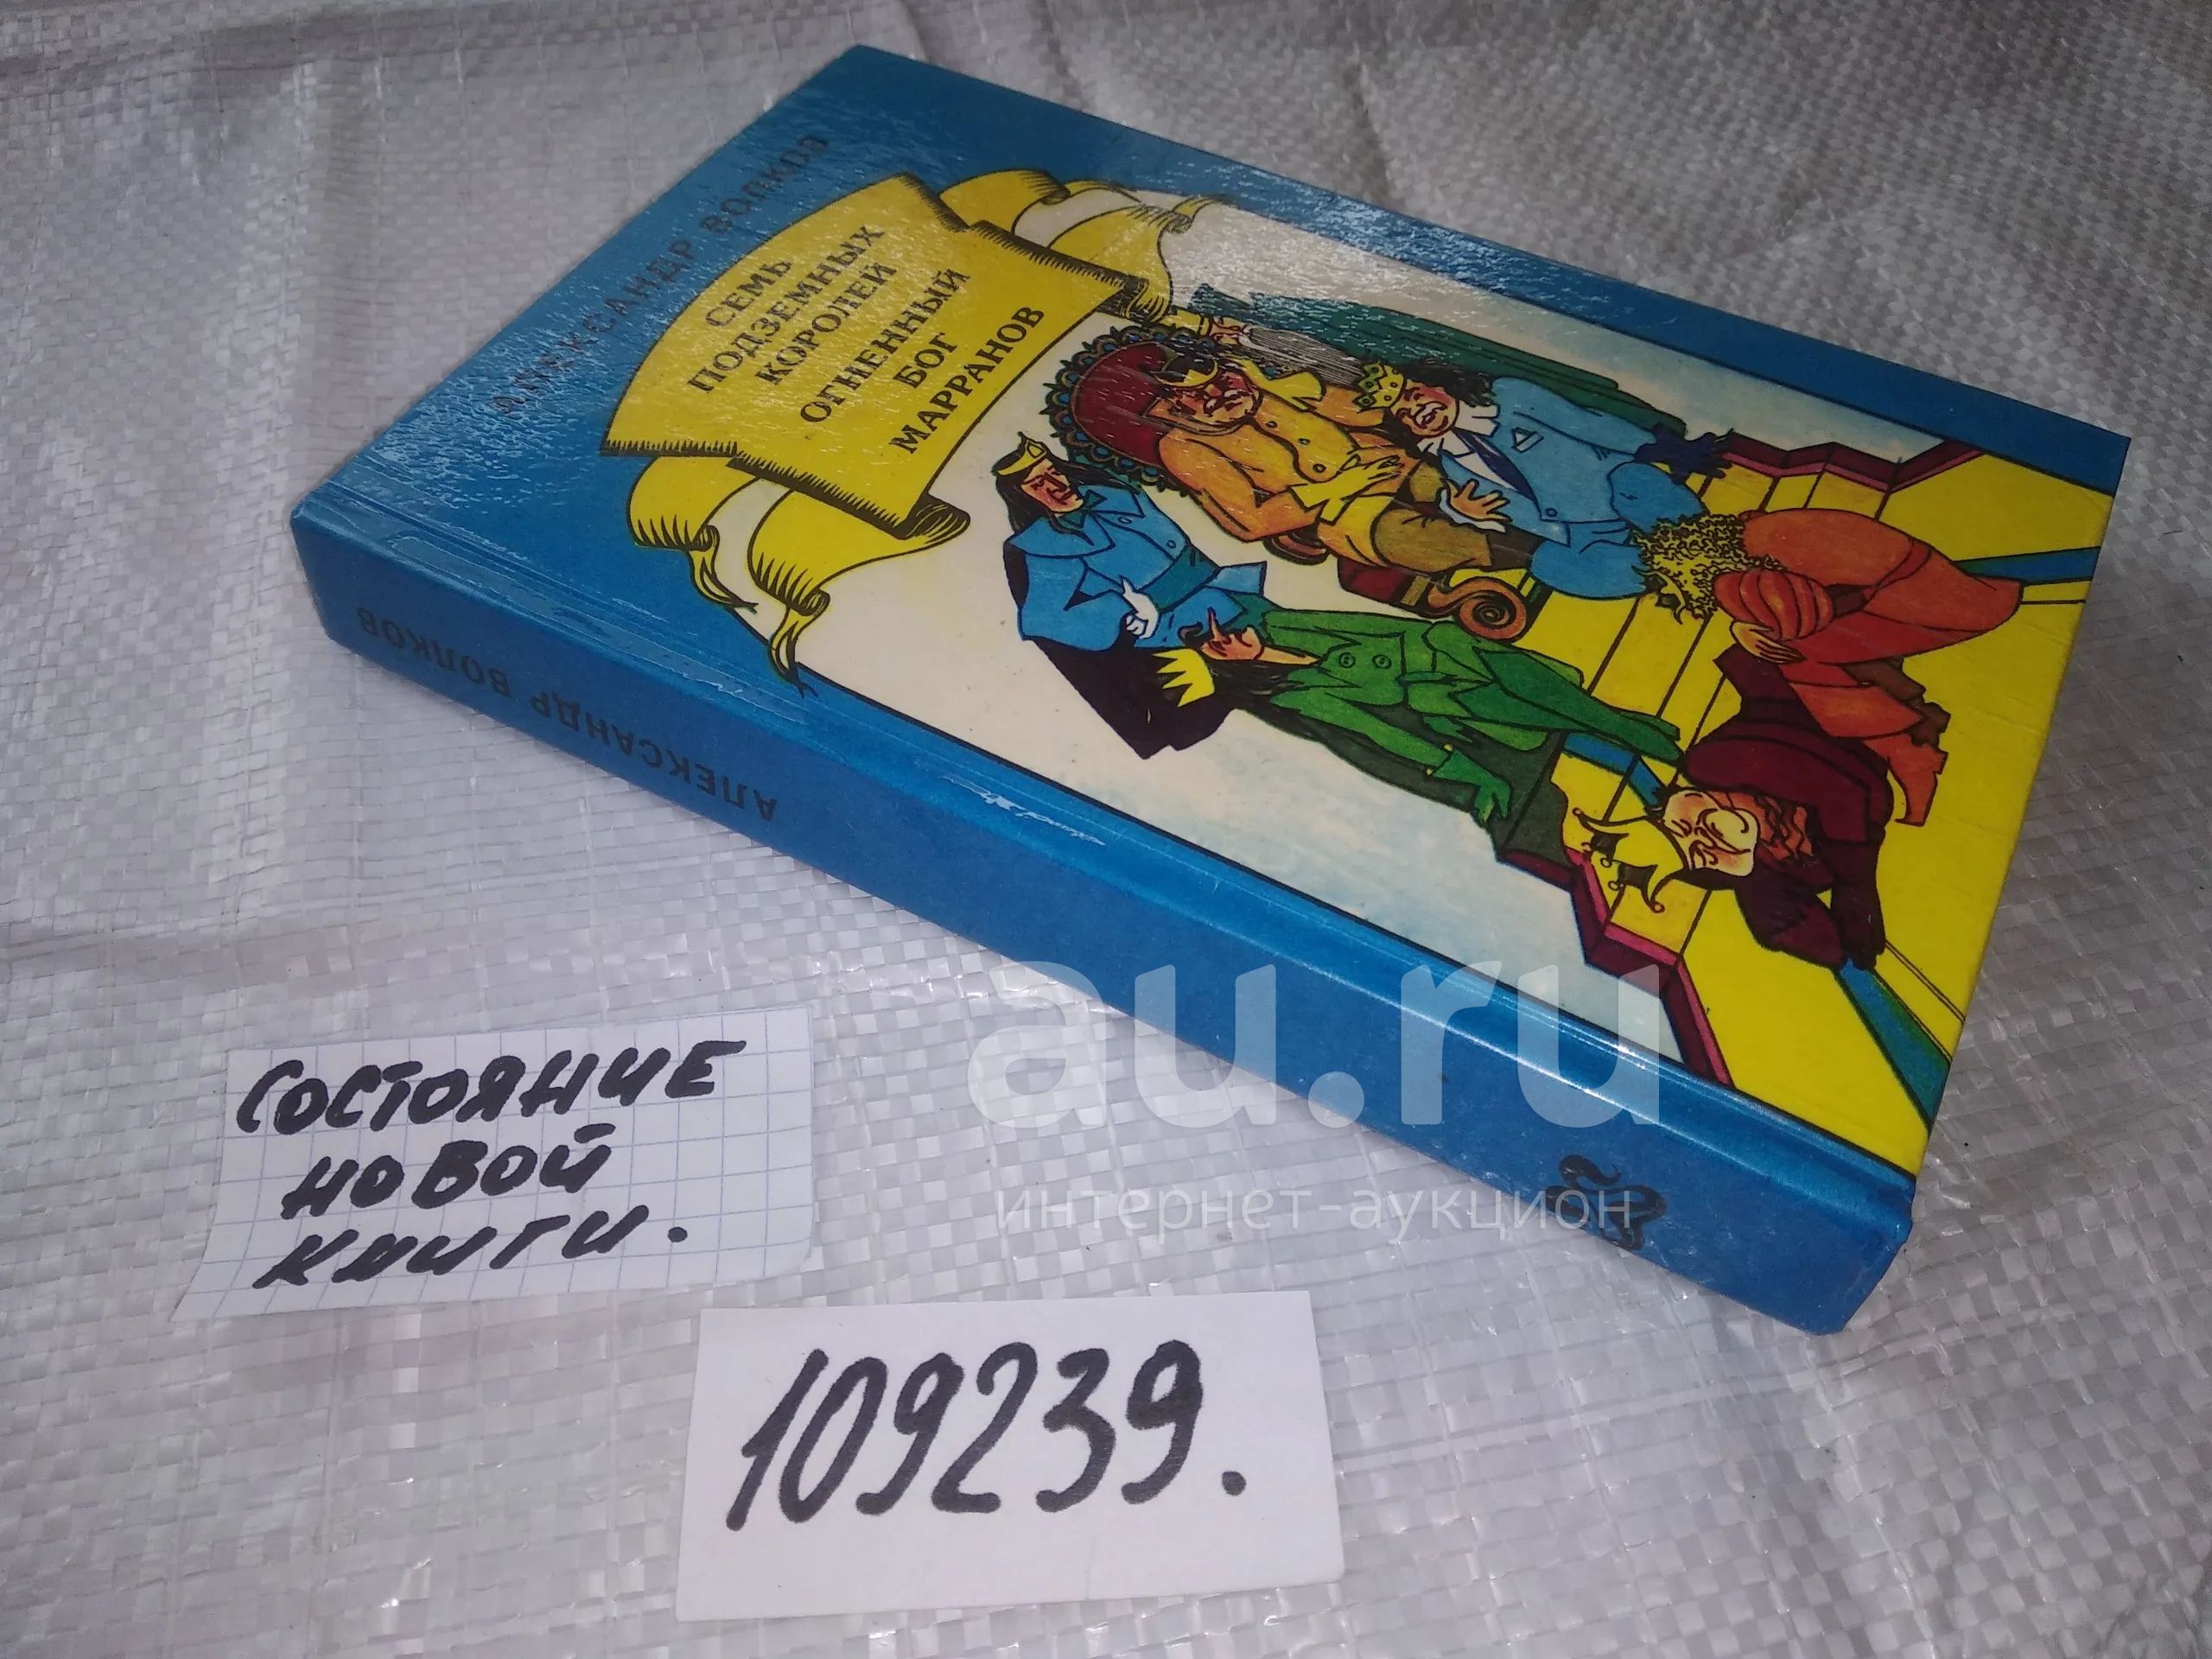 АЛЕКСАНДР ВОЛКОВ
СЕМЬ
ПОДЗЕМНЫХ
КОРОЛЕЙ
ОГНЕННЫЙ
БОГ
МАРРАНОВ
АЛЕКСАНДР ВОЛКОВ
au.ru
интернет-аукцион
СОСТОЯНИЕ
НОВОЙ
КНИГИ.
109239.